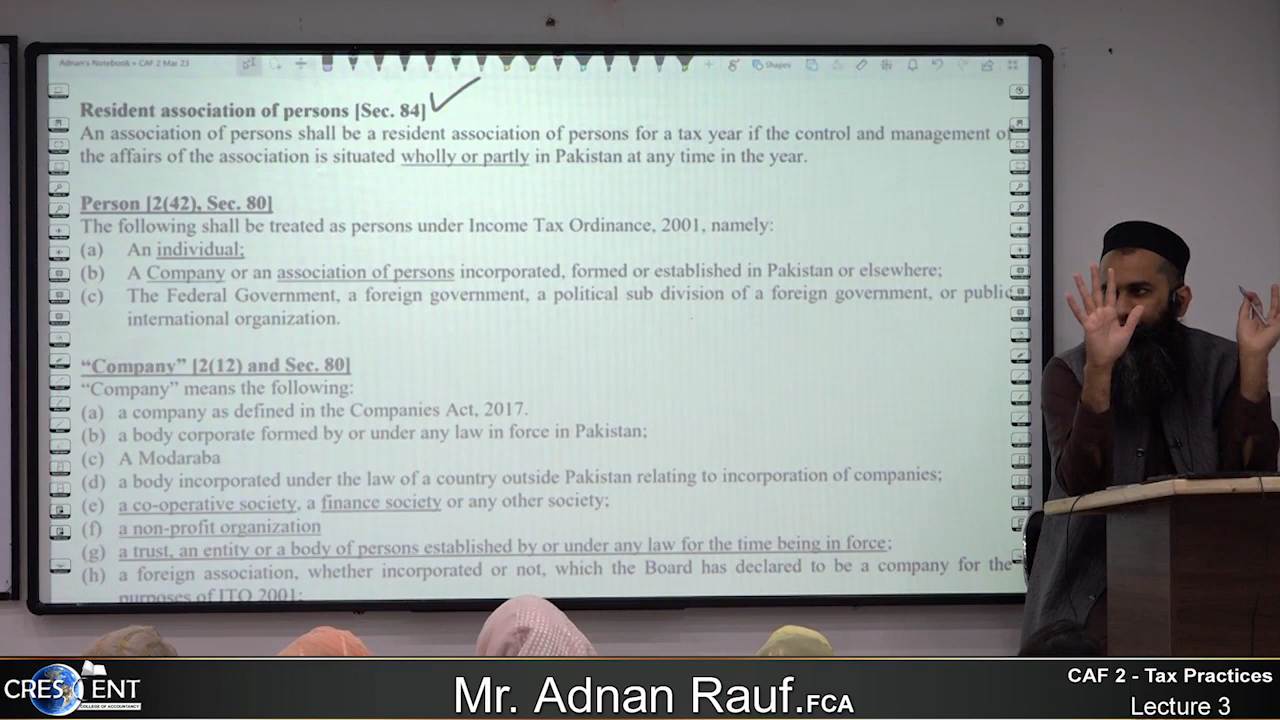 Adnan's Notebook » CAF 2 Mar 23
Shapes
Resident association of persons [Sec. 84]
An association of persons shall be a resident association of persons for a tax year if the control and management of
the affairs of the association is situated wholly or partly in Pakistan at any time in the year.
Person [2(42), Sec. 80]
The following shall be treated as persons under Income Tax Ordinance, 2001, namely:
(a) An individual;
(b) A Company or an association of persons incorporated, formed or established in Pakistan or elsewhere;
(c) The Federal Government, a foreign government, a political sub division of a foreign government, or public
international organization.
“Company” [2(12) and Sec. 80]
“Company” means the following:
(a) a company as defined in the Companies Act, 2017.
(b) a body corporate formed by or under any law in force in Pakistan;
(c) A Modaraba
(d) a body incorporated under the law of a country outside Pakistan relating to incorporation of companies;
(e) a co-operative society, a finance society or any other society;
(f) a non-profit organization
(g) a trust, an entity or a body of persons established by or under any law for the time being in force;
(h) a foreign association, whether incorporated or not, which the Board has declared to be a company for the
purposes of ITO 2001;
CRESCENT
COLLEGE OF ACCOUNTANCY
Mr. Adnan Rauf.FCA
CAF 2 - Tax Practices
Lecture 3